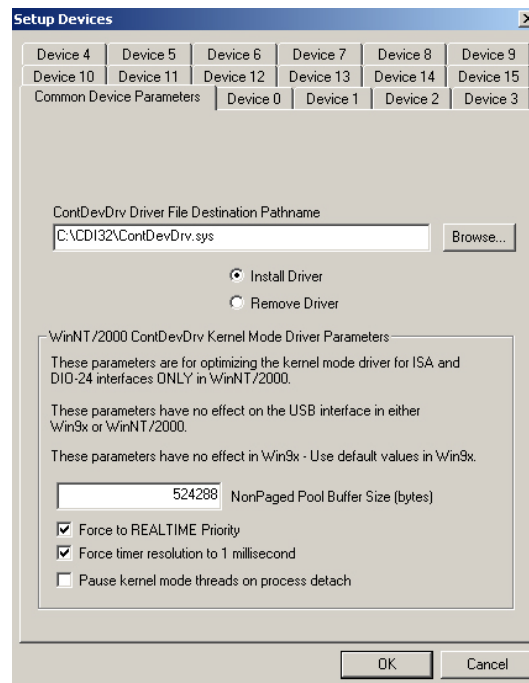 Setup Devices
Device 4 Device 5 Device 6 Device 7 Device 8 Device 9
Device 10 Device 11 Device 12 Device 13 Device 14 Device 15
Common Device Parameters Device 0 Device 1 Device 2 Device 3
ContDevDrv Driver File Destination Pathname
C:\CDI32\ContDevDrv.sys Browse...
Install Driver
Remove Driver
WinNT/2000 ContDevDrv Kernel Mode Driver Parameters
These parameters are for optimizing the kernel mode driver for ISA and
DIO-24 interfaces ONLY in WinNT/2000.
These parameters have no effect on the USB interface in either
Win9x or WinNT/2000.
These parameters have no effect in Win9x - Use default values in Win9x.
524288 NonPaged Pool Buffer Size (bytes)
Force to REALTIME Priority
Force timer resolution to 1 millisecond
Pause kernel mode threads on process detach
OK Cancel